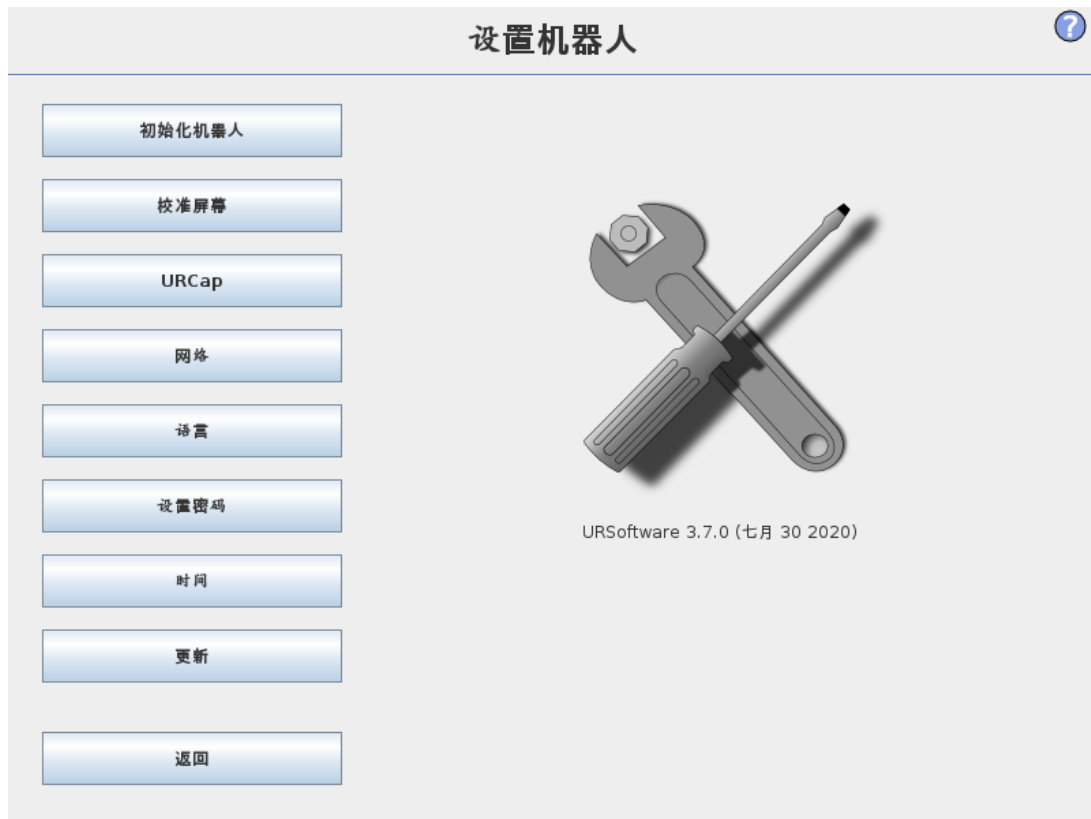 设置机器人
?
初始化机器人
校准屏幕
URCap
网络
语言
设置密码
时间
更新
返回
URSoftware 3.7.0 (七月 30 2020)